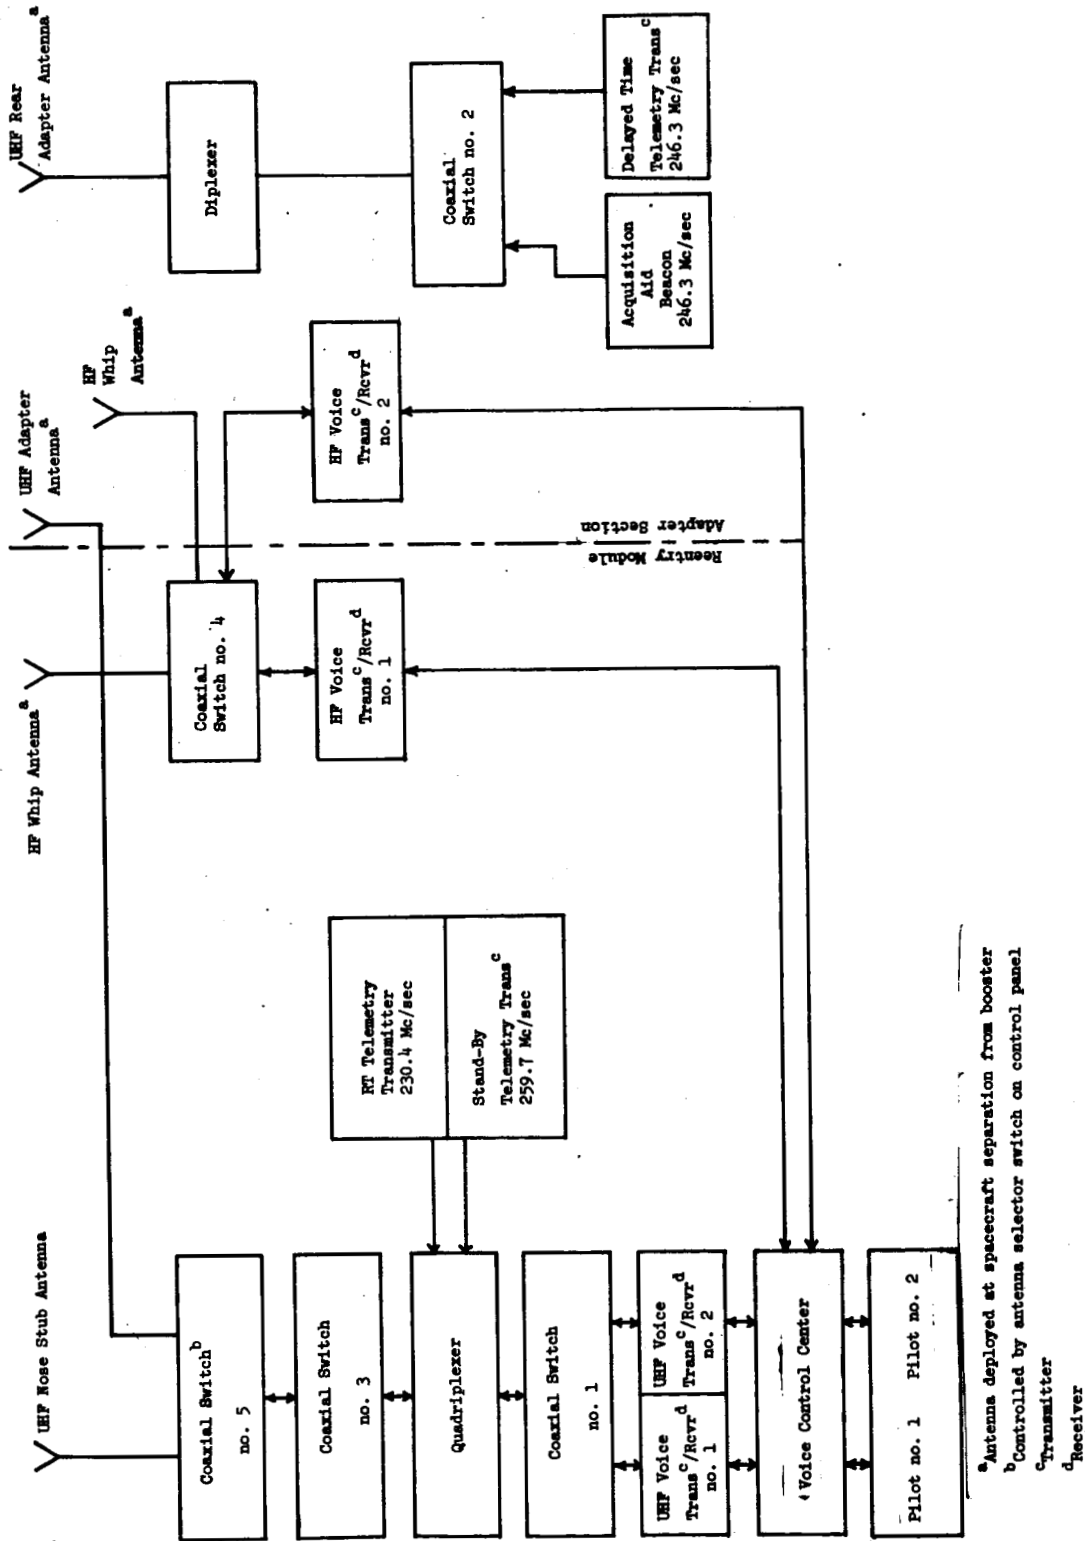 UHF Nose Stub Antenna
HF Whip Antenna^a
UHF Adapter
Antenna^a
HF
Whip
Antenna^a
UHF Rear
Adapter Antenna^a
Coaxial Switch^b
no. 5
Coaxial Switch
no. 3
Quadriplexer
Coaxial Switch
no. 1
UHF Voice
Trans^c/Rcvr^d
no. 1
UHF Voice
Trans^c/Rcvr^d
no. 2
Voice Control Center
Pilot no. 1 Pilot no. 2
RT Telemetry
Transmitter
230.4 Mc/sec
Stand-By
Telemetry Trans^c
259.7 Mc/sec
Coaxial
Switch no. 4
HF Voice
Trans^c/Rcvr^d
no. 1
Reentry Module
Adapter Section
HF Voice
Trans^c/Rcvr^d
no. 2
Diplexer
Coaxial
Switch no. 2
Acquisition
Aid
Beacon
246.3 Mc/sec
Delayed Time
Telemetry Trans^c
246.3 Mc/sec
^aAntenna deployed at spacecraft separation from booster
^bControlled by antenna selector switch on control panel
^cTransmitter
^dReceiver